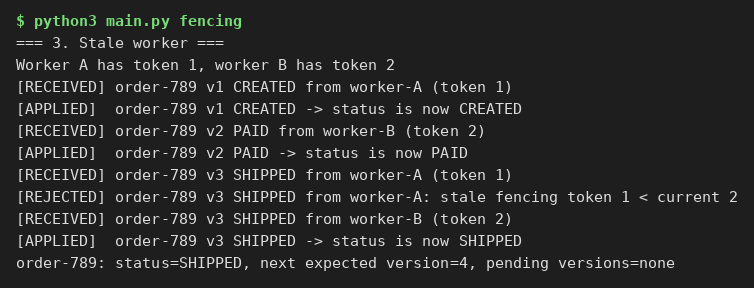 $ python3 main.py fencing
=== 3. Stale worker ===
Worker A has token 1, worker B has token 2
[RECEIVED] order-789 v1 CREATED from worker-A (token 1)
[APPLIED]  order-789 v1 CREATED -> status is now CREATED
[RECEIVED] order-789 v2 PAID from worker-B (token 2)
[APPLIED]  order-789 v2 PAID -> status is now PAID
[RECEIVED] order-789 v3 SHIPPED from worker-A (token 1)
[REJECTED] order-789 v3 SHIPPED from worker-A: stale fencing token 1 < current 2
[RECEIVED] order-789 v3 SHIPPED from worker-B (token 2)
[APPLIED]  order-789 v3 SHIPPED -> status is now SHIPPED
order-789: status=SHIPPED, next expected version=4, pending versions=none